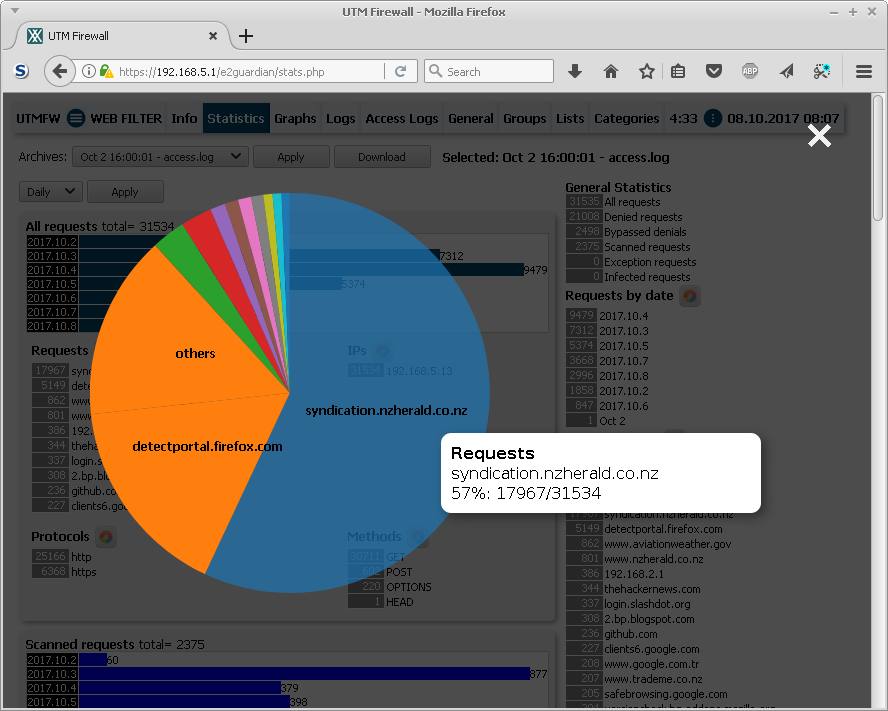 UTM Firewall - Mozilla Firefox
UTM Firewall
https://192.168.5.1/e2guardian/stats.php
Search
ABP
UTMFW WEB FILTER Info Statistics Graphs Logs Access Logs General Groups Lists Categories 4:33 08.10.2017 08:07
Archives: Oct 2 16:00:01 - access.log Apply Download Selected: Oct 2 16:00:01 - access.log
Daily Apply
All requests total= 31534
2017.10.2
2017.10.3 7312
2017.10.4 9479
2017.10.5 5374
2017.10.6
2017.10.7
2017.10.8
Requests
17967 syn
5149 dete
862 www
801 www
386 192.
344 theha
337 login.s
308 2.bp.blog
236 github.co
227 clients6.go
IPs
31534 192.168.5.13
others
detectportal.firefox.com
syndication.nzherald.co.nz
Requests
syndication.nzherald.co.nz
57%: 17967/31534
Protocols
25166 http
6368 https
Methods
30711 GET
602 POST
220 OPTIONS
1 HEAD
Scanned requests total= 2375
2017.10.2 60
2017.10.3 877
2017.10.4 379
2017.10.5 398
General Statistics
31535 All requests
21008 Denied requests
2498 Bypassed denials
2375 Scanned requests
0 Exception requests
0 Infected requests
Requests by date
9479 2017.10.4
7312 2017.10.3
5374 2017.10.5
3668 2017.10.7
2996 2017.10.8
1858 2017.10.2
847 2017.10.6
1 Oct 2
17967 syndication.nzherald.co.nz
5149 detectportal.firefox.com
862 www.aviationweather.gov
801 www.nzherald.co.nz
386 192.168.2.1
344 thehackernews.com
337 login.slashdot.org
308 2.bp.blogspot.com
236 github.com
227 clients6.google.com
208 www.google.com.tr
207 www.trademe.co.nz
205 safebrowsing.google.com